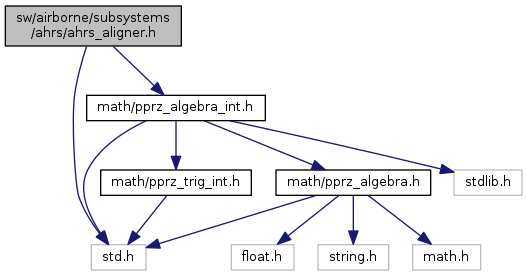 sw/airborne/subsystems
/ahrs/ahrs_aligner.h
math/pprz_algebra_int.h
math/pprz_trig_int.h
math/pprz_algebra.h
stdlib.h
std.h
float.h
string.h
math.h